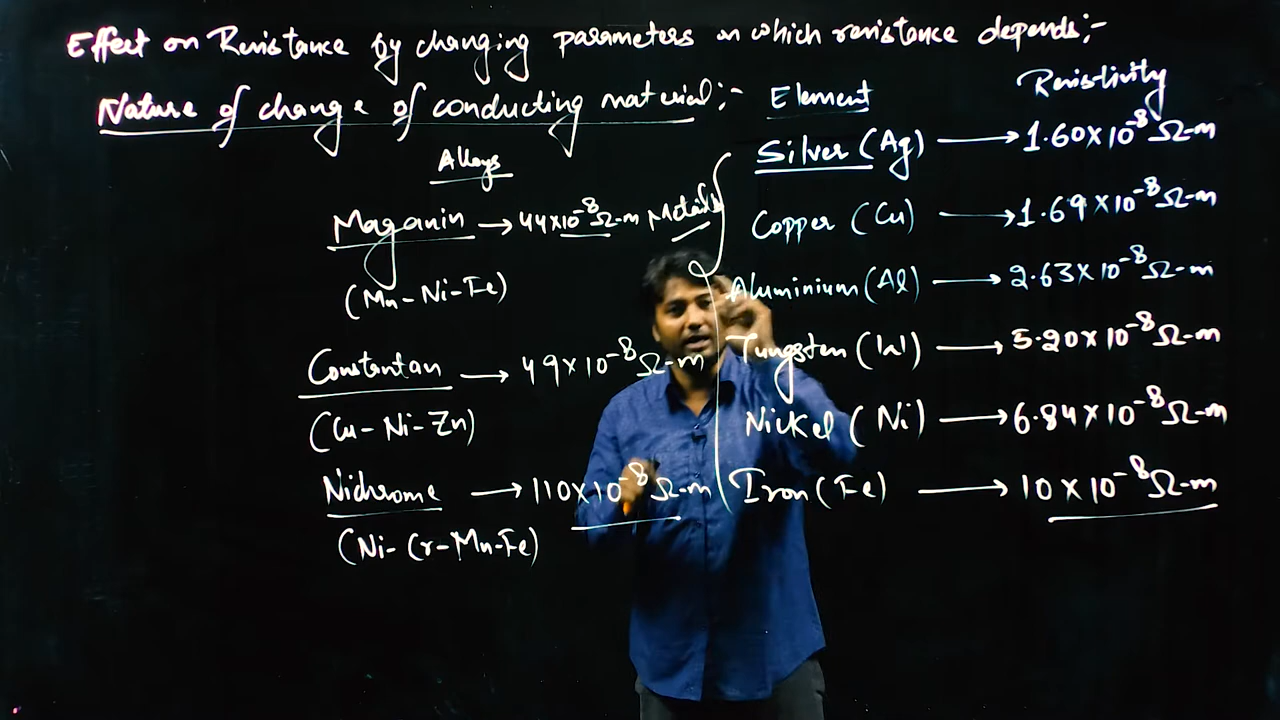 Effect on Resistance by changing parameters on which resistance depends:-
Nature of change of conducting material:-
Alloys
Maganin → 44×10⁻⁸ Ω-m
(Mn-Ni-Fe)
Constantan → 49×10⁻⁸ Ω-m
(Cu-Ni-Zn)
Nichrome → 110×10⁻⁸ Ω-m
(Ni-Cr-Mn-Fe)
Metals
Element Resistivity
Silver (Ag) → 1.60×10⁻⁸ Ω-m
Copper (Cu) → 1.69×10⁻⁸ Ω-m
Aluminium (Al) → 2.63×10⁻⁸ Ω-m
Tungsten (W) → 5.20×10⁻⁸ Ω-m
Nickel (Ni) → 6.84×10⁻⁸ Ω-m
Iron (Fe) → 10×10⁻⁸ Ω-m